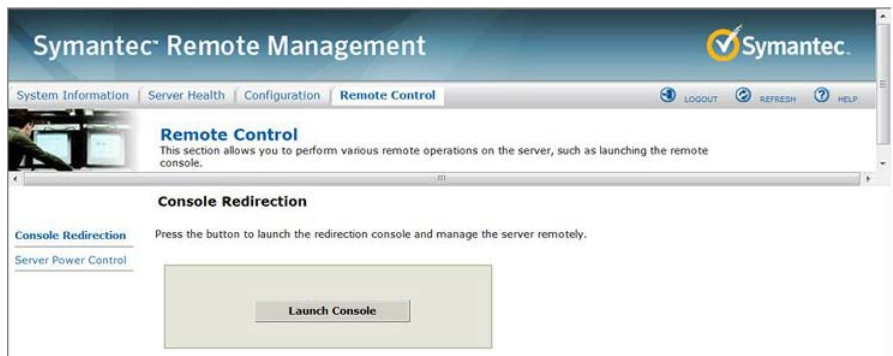 Symantec™ Remote Management
Symantec.
System Information
Server Health
Configuration
Remote Control
LOGOUT
REFRESH
HELP
Remote Control
This section allows you to perform various remote operations on the server, such as launching the remote
console.
Console Redirection
Console Redirection
Server Power Control
Press the button to launch the redirection console and manage the server remotely.
Launch Console